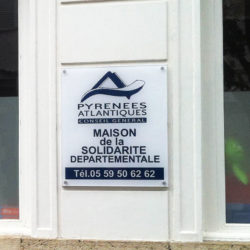 PYRENEES
ATLANTIQUES
CONSEIL GENERAL
MAISON
de la
SOLIDARITE
DEPARTEMENTALE
Tél.05 59 50 62 62